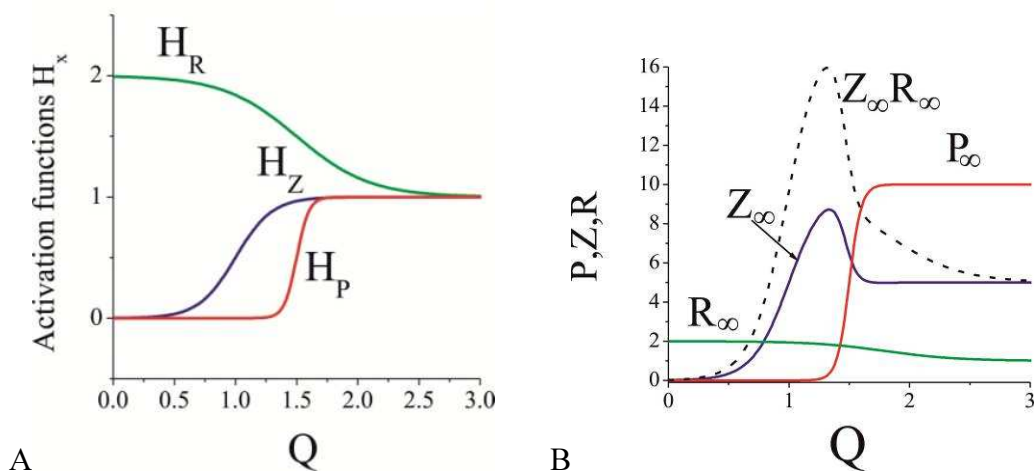 Activation functions Hₓ
2
1
0
H_R
H_Z
H_P
0.0 0.5 1.0 1.5 2.0 2.5 3.0
Q
A
P,Z,R
16
14
12
10
8
6
4
2
0
Z∞R∞
P∞
Z∞
R∞
0 1 2 3
Q
B